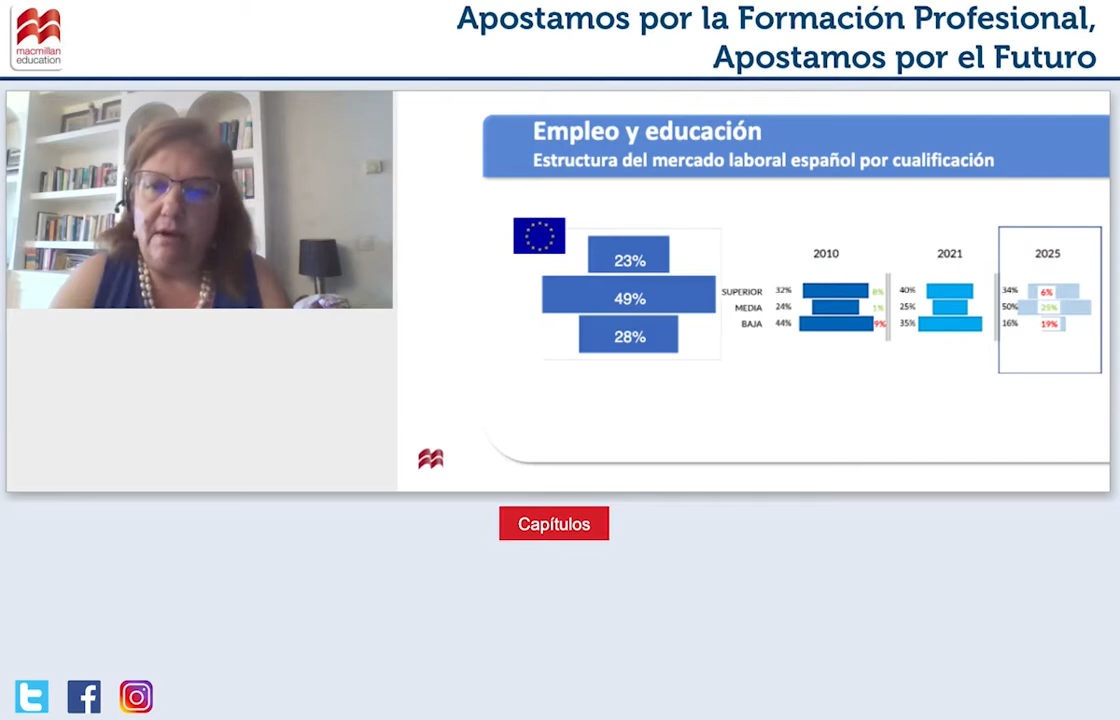 macmillan
education
Apostamos por la Formación Profesional,
Apostamos por el Futuro
Empleo y educación
Estructura del mercado laboral español por cualificación
23%
49%
28%
2010
2021
2025
SUPERIOR 32% 8% 40% 34% 6%
MEDIA 24% 1% 25% 50% 25%
BAJA 44% 9% 35% 16% 19%
Capítulos